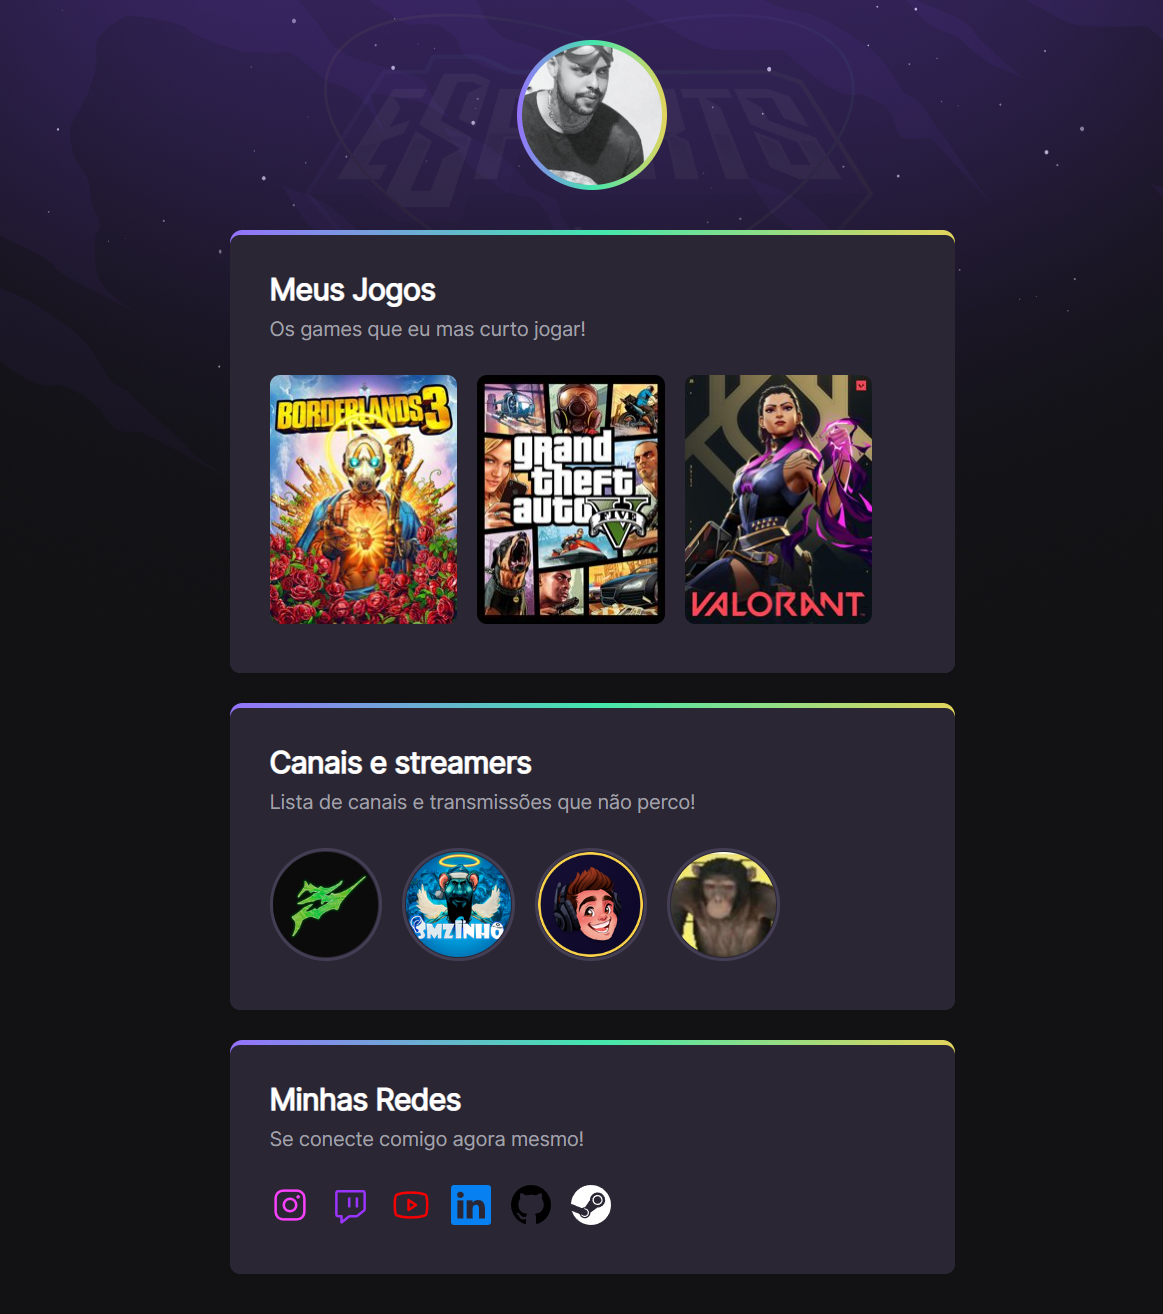 ESPORTS
Meus Jogos
Os games que eu mas curto jogar!
BORDERLANDS 3
grand
theft
auto
FIVE
VALORANT
Canais e streamers
Lista de canais e transmissões que não perco!
SMZINHO
Minhas Redes
Se conecte comigo agora mesmo!
in